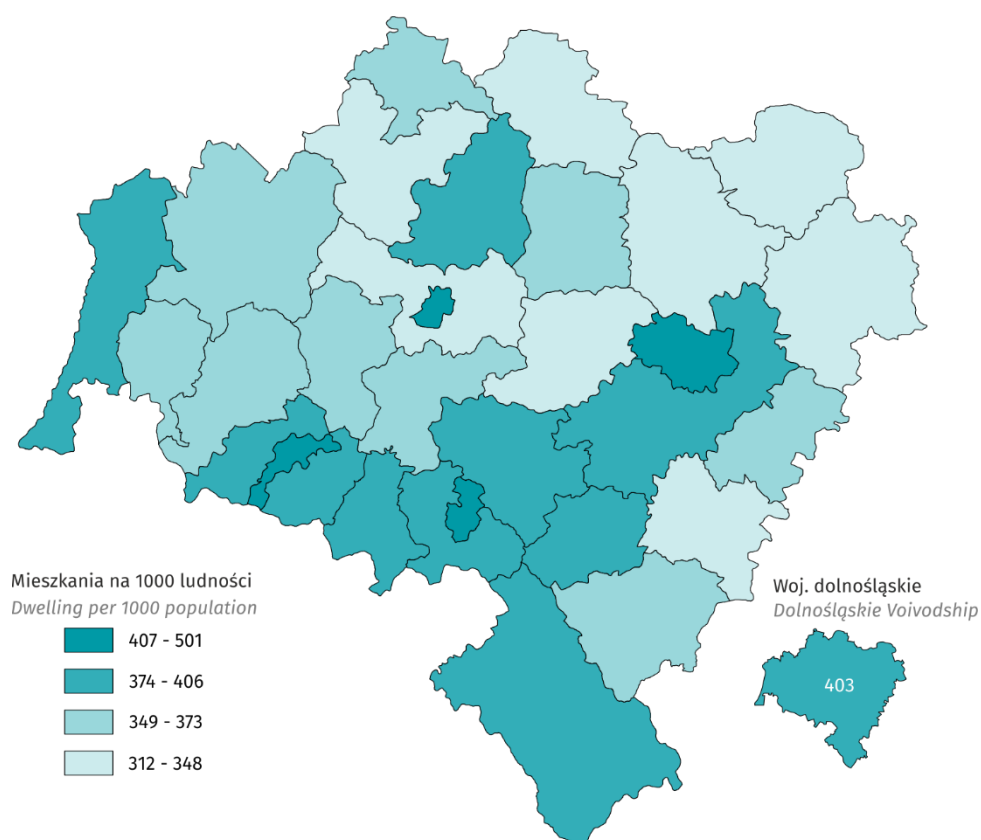 Mieszkania na 1000 ludności
Dwelling per 1000 population
407 - 501
374 - 406
349 - 373
312 - 348
Woj. dolnośląskie
Dolnośląskie Voivodship
403